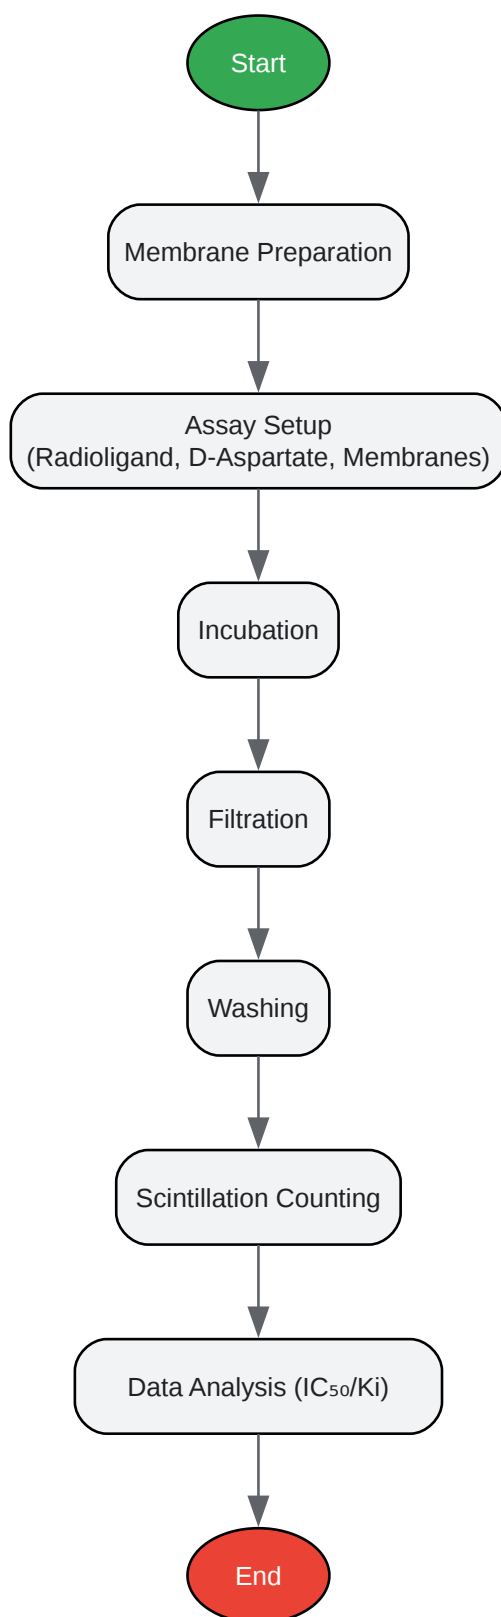 Start
Membrane Preparation
Assay Setup
(Radioligand, D-Aspartate, Membranes)
Incubation
Filtration
Washing
Scintillation Counting
Data Analysis (IC₅₀/Ki)
End